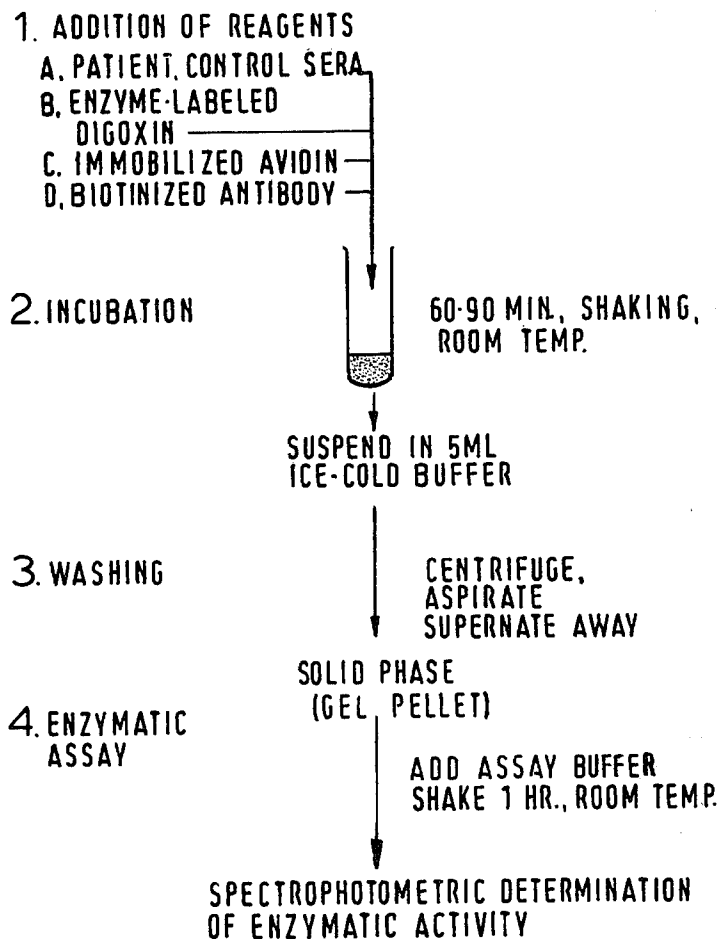 1. ADDITION OF REAGENTS
A. PATIENT, CONTROL SERA
B. ENZYME-LABELED
DIGOXIN
C. IMMOBILIZED AVIDIN
D. BIOTINIZED ANTIBODY
2. INCUBATION
60-90 MIN., SHAKING,
ROOM TEMP.
SUSPEND IN 5ML
ICE-COLD BUFFER
3. WASHING
CENTRIFUGE,
ASPIRATE
SUPERNATE AWAY
SOLID PHASE
(GEL PELLET)
4. ENZYMATIC
ASSAY
ADD ASSAY BUFFER
SHAKE 1 HR., ROOM TEMP.
SPECTROPHOTOMETRIC DETERMINATION
OF ENZYMATIC ACTIVITY